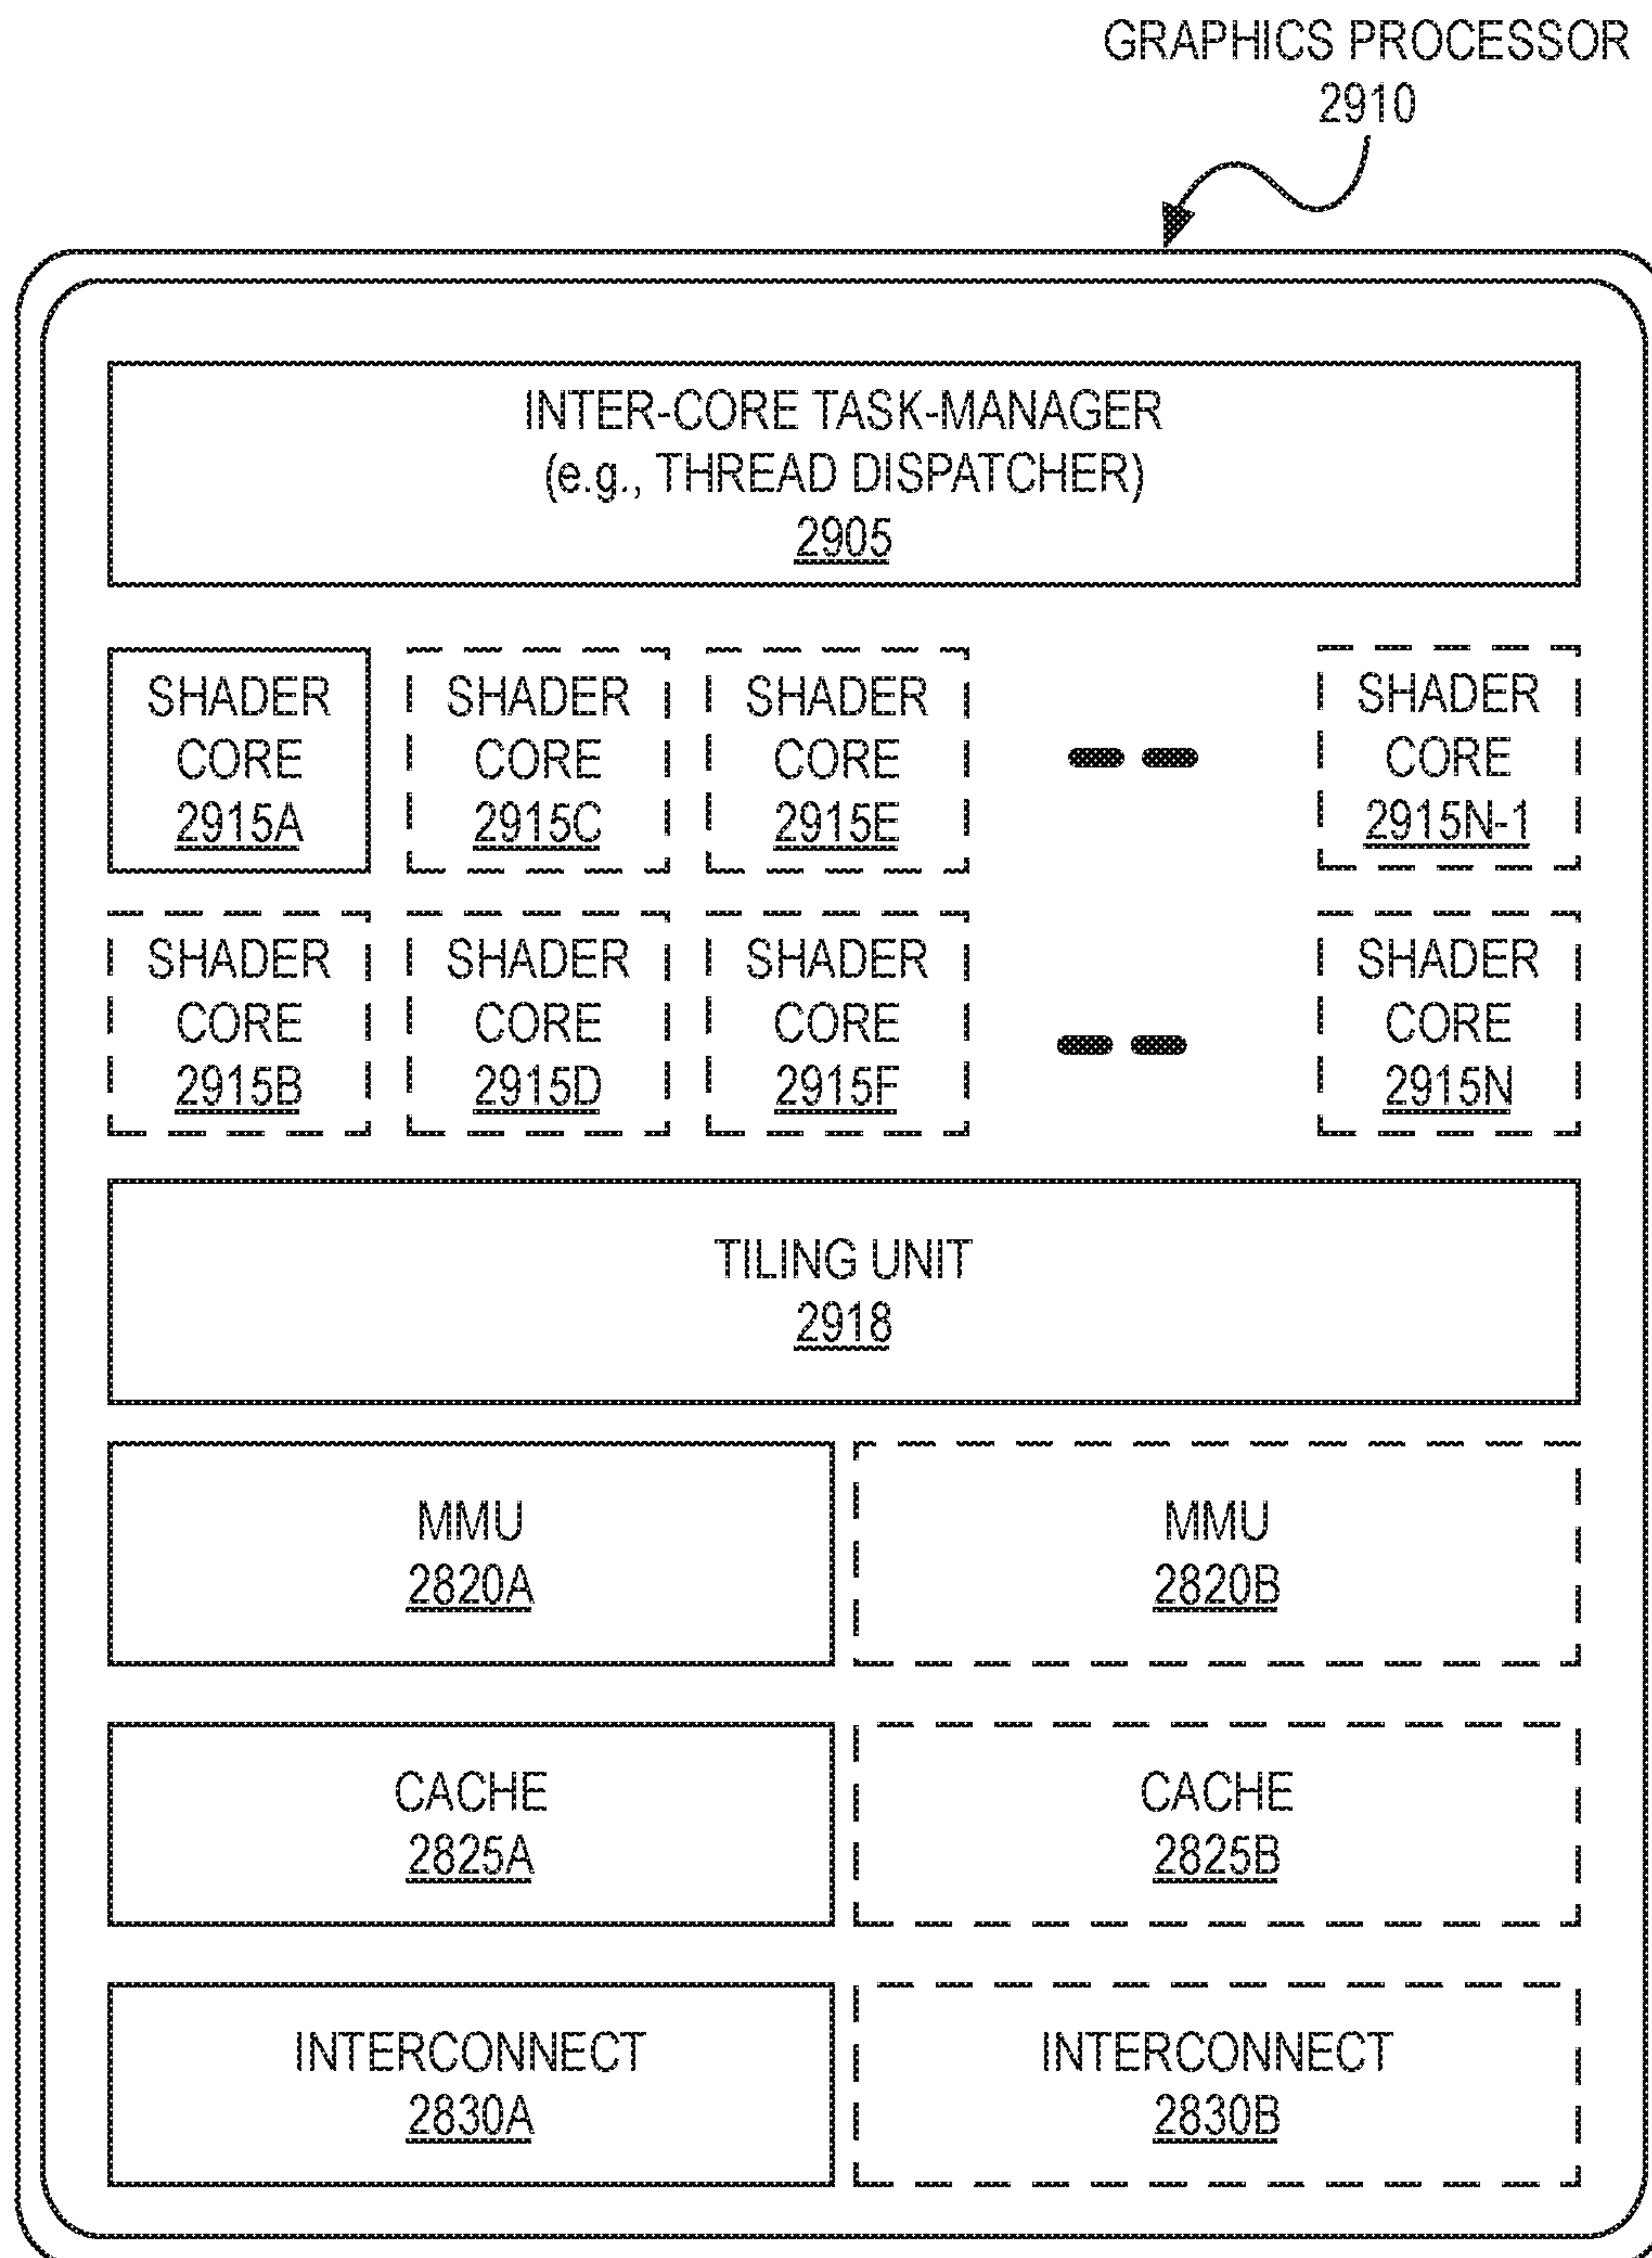 GRAPHICS PROCESSOR
2910
INTER-CORE TASK-MANAGER
(e.g., THREAD DISPATCHER)
2905
SHADER
CORE
2915A
SHADER
CORE
2915C
SHADER
CORE
2915E
SHADER
CORE
2915N-1
SHADER
CORE
2915B
SHADER
CORE
2915D
SHADER
CORE
2915F
SHADER
CORE
2915N
TILING UNIT
2918
MMU
2820A
MMU
2820B
CACHE
2825A
CACHE
2825B
INTERCONNECT
2830A
INTERCONNECT
2830B